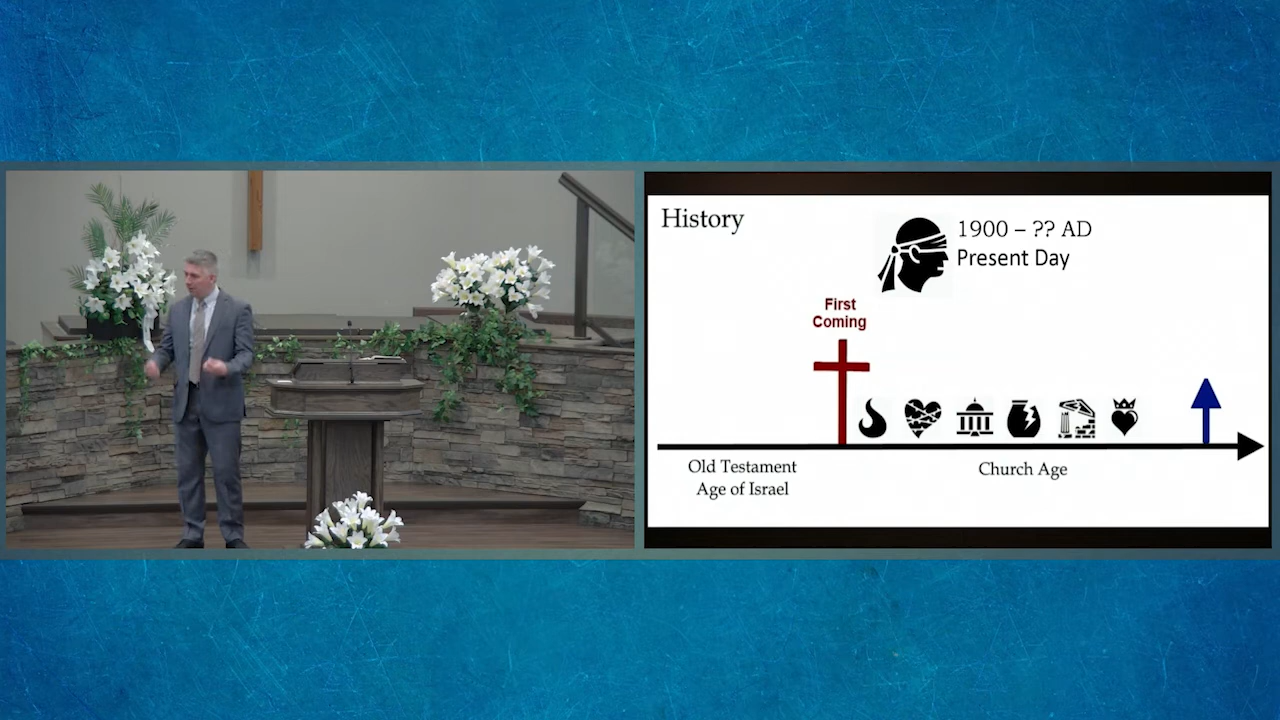 History
1900 – ?? AD
Present Day
First
Coming
Old Testament
Age of Israel
Church Age